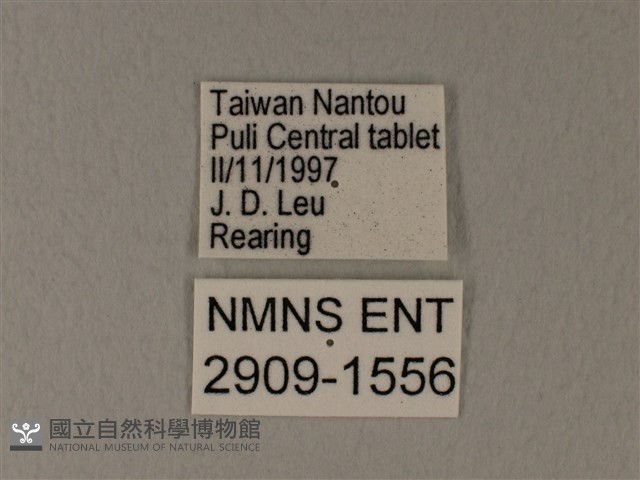 Taiwan Nantou
Puli Central tablet
II/11/1997
J. D. Leu
Rearing
NMNS ENT
2909-1556
國立自然科學博物館
NATIONAL MUSEUM OF NATURAL SCIENCE